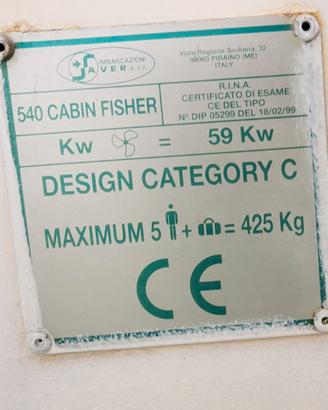 IMBARCAZIONI
SAVER s.r.l.
Viale Regione Siciliana, 32
98060 PIRAINO (ME)
ITALY
540 CABIN FISHER
R.I.N.A.
CERTIFICATO DI ESAME
CE DEL TIPO
N° DIP 05299 DEL 18/02/99
Kw = 59 Kw
DESIGN CATEGORY C
MAXIMUM 5 + = 425 Kg
CE